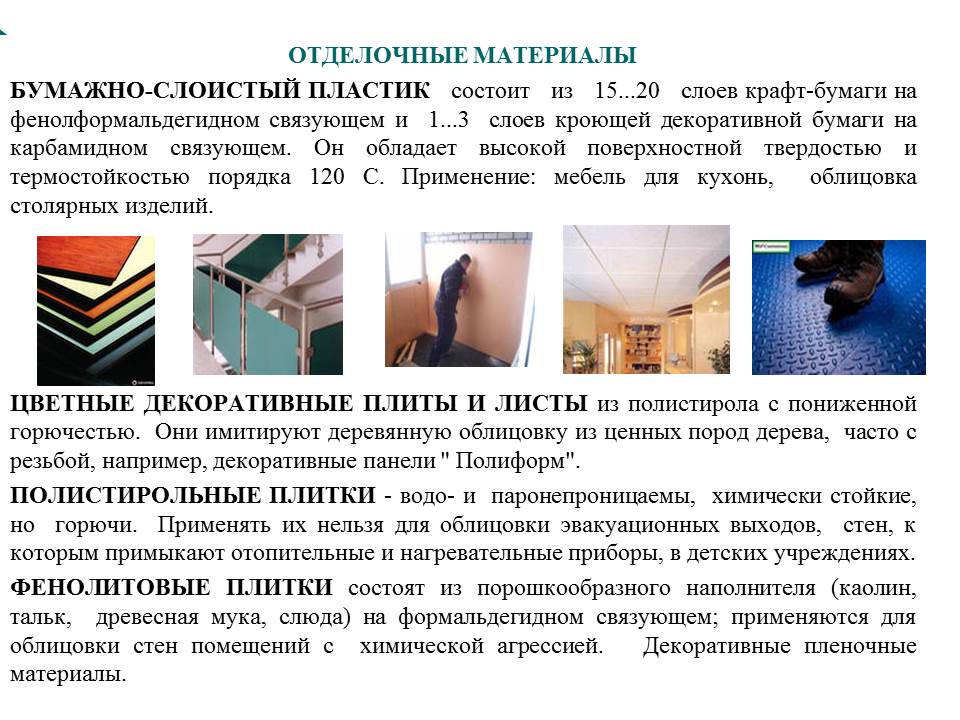 ОТДЕЛОЧНЫЕ МАТЕРИАЛЫ
БУМАЖНО-СЛОИСТЫЙ ПЛАСТИК состоит из 15...20 слоев крафт-бумаги на
фенолформальдегидном связующем и 1...3 слоев кроющей декоративной бумаги на
карбамидном связующем. Он обладает высокой поверхностной твердостью и
термостойкостью порядка 120 С. Применение: мебель для кухонь, облицовка
столярных изделий.
ЦВЕТНЫЕ ДЕКОРАТИВНЫЕ ПЛИТЫ И ЛИСТЫ из полистирола с пониженной
горючестью. Они имитируют деревянную облицовку из ценных пород дерева, часто с
резьбой, например, декоративные панели " Полиформ".
ПОЛИСТИРОЛЬНЫЕ ПЛИТКИ - водо- и паронепроницаемы, химически стойкие,
но горючи. Применять их нельзя для облицовки эвакуационных выходов, стен, к
которым примыкают отопительные и нагревательные приборы, в детских учреждениях.
ФЕНОЛИТОВЫЕ ПЛИТКИ состоят из порошкообразного наполнителя (каолин,
тальк, древесная мука, слюда) на формальдегидном связующем; применяются для
облицовки стен помещений с химической агрессией. Декоративные пленочные
материалы.